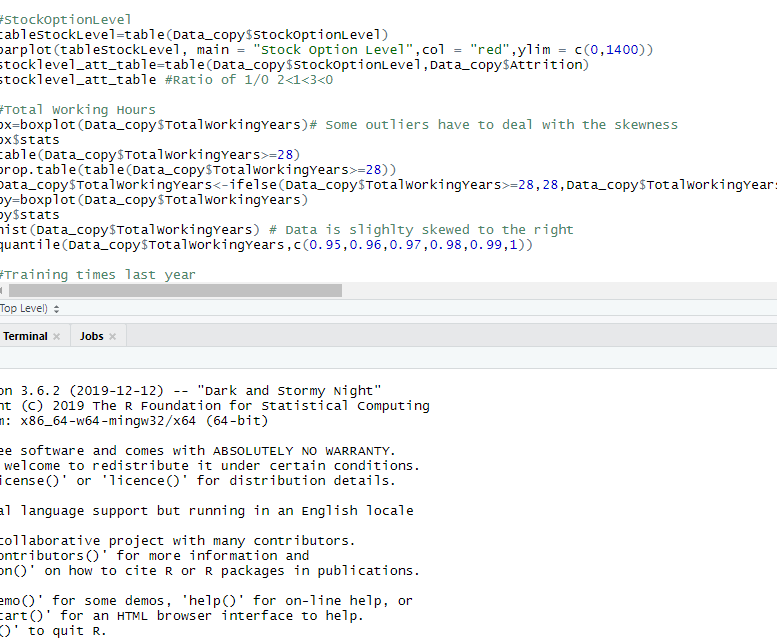 #StockOptionLevel
tableStockLevel=table(Data_copy$StockOptionLevel)
barplot(tableStockLevel, main = "Stock Option Level",col = "red",ylim = c(0,1400))
stocklevel_att_table=table(Data_copy$StockOptionLevel,Data_copy$Attrition)
stocklevel_att_table #Ratio of 1/0 2<1<3<0
#Total Working Hours
bx=boxplot(Data_copy$TotalWorkingYears)# Some outliers have to deal with the skewness
bx$stats
table(Data_copy$TotalWorkingYears>=28)
prop.table(table(Data_copy$TotalWorkingYears>=28))
Data_copy$TotalWorkingYears<-ifelse(Data_copy$TotalWorkingYears>=28,28,Data_copy$TotalWorkingYears
by=boxplot(Data_copy$TotalWorkingYears)
by$stats
hist(Data_copy$TotalWorkingYears) # Data is slighlty skewed to the right
quantile(Data_copy$TotalWorkingYears,c(0.95,0.96,0.97,0.98,0.99,1))
#Training times last year
Top Level)
Terminal Jobs
on 3.6.2 (2019-12-12) -- "Dark and Stormy Night"
ht (C) 2019 The R Foundation for Statistical Computing
m: x86_64-w64-mingw32/x64 (64-bit)
ee software and comes with ABSOLUTELY NO WARRANTY.
welcome to redistribute it under certain conditions.
icense()' or 'licence()' for distribution details.
al language support but running in an English locale
collaborative project with many contributors.
ontributors()' for more information and
on()' on how to cite R or R packages in publications.
emo()' for some demos, 'help()' for on-line help, or
tart()' for an HTML browser interface to help.
()' to quit R.